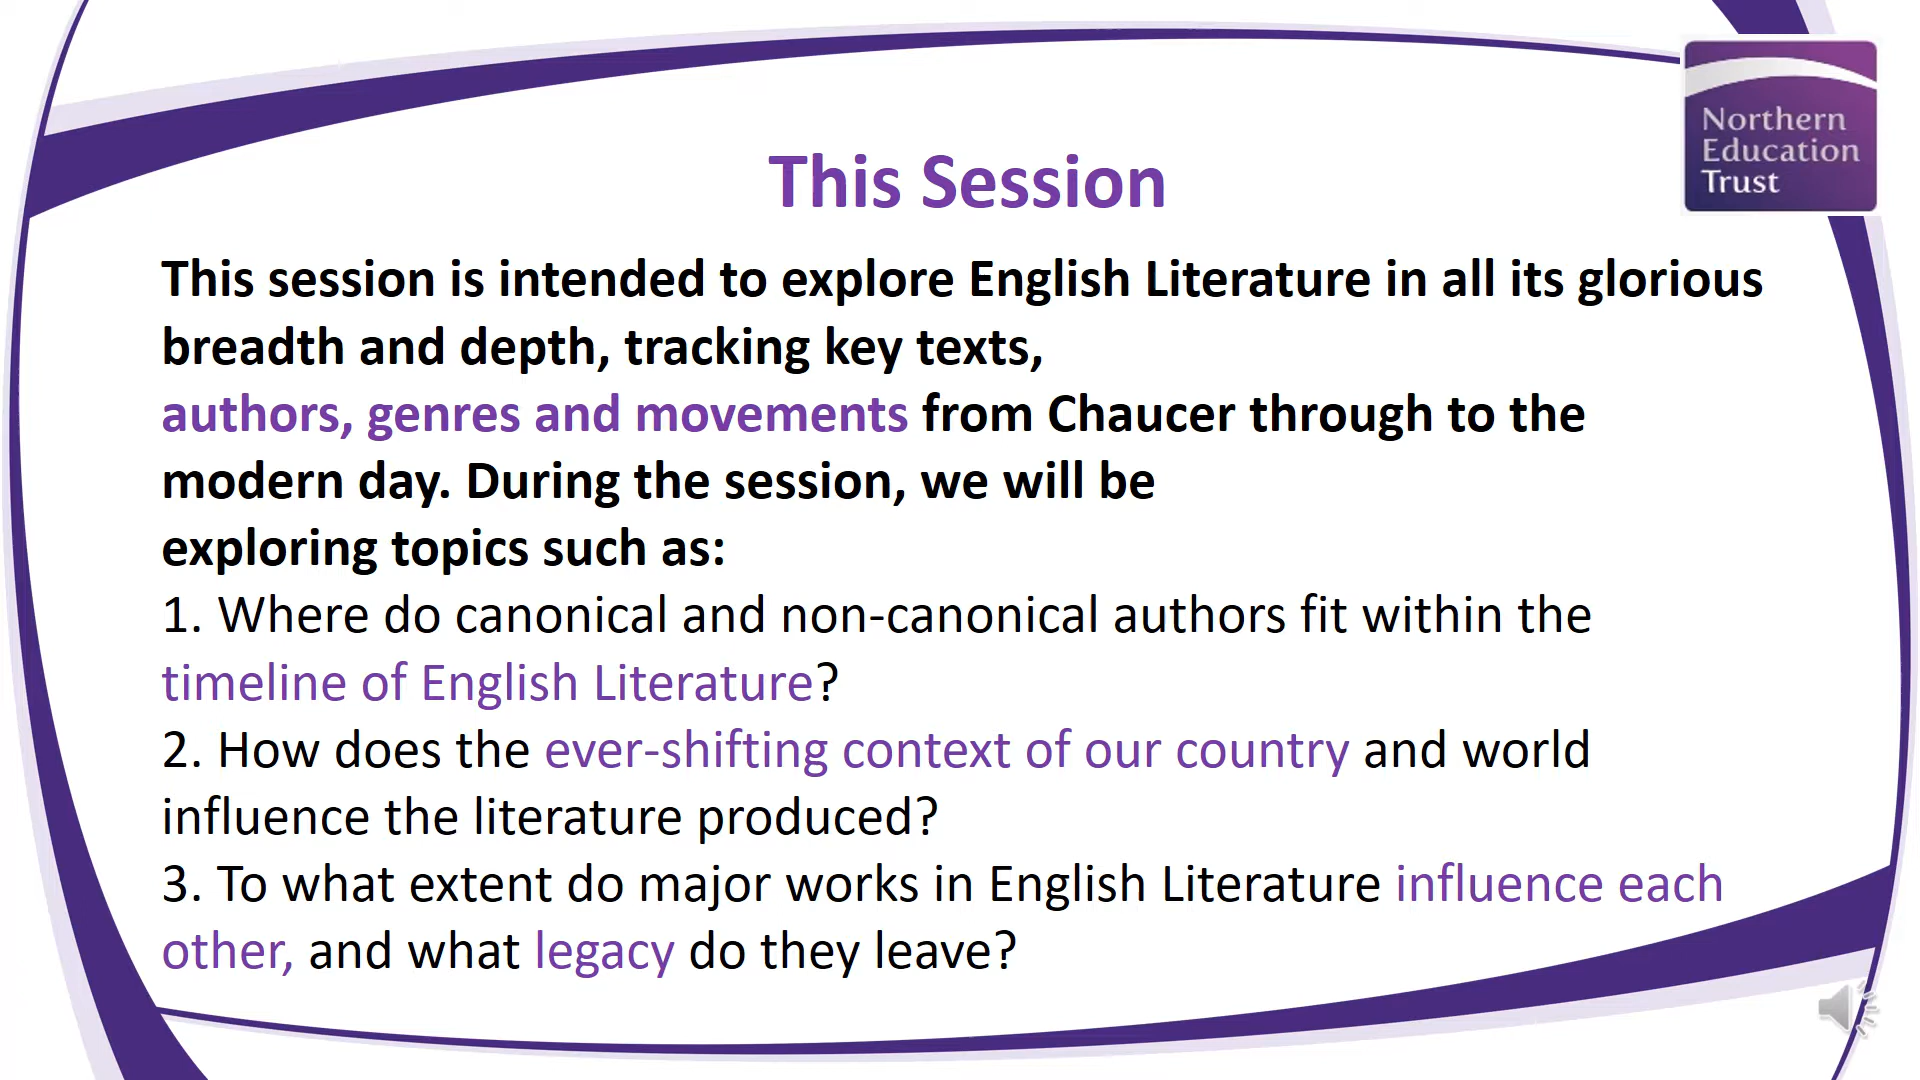 Northern
Education
Trust
This Session
This session is intended to explore English Literature in all its glorious
breadth and depth, tracking key texts,
authors, genres and movements from Chaucer through to the
modern day. During the session, we will be
exploring topics such as:
1. Where do canonical and non-canonical authors fit within the
timeline of English Literature?
2. How does the ever-shifting context of our country and world
influence the literature produced?
3. To what extent do major works in English Literature influence each
other, and what legacy do they leave?